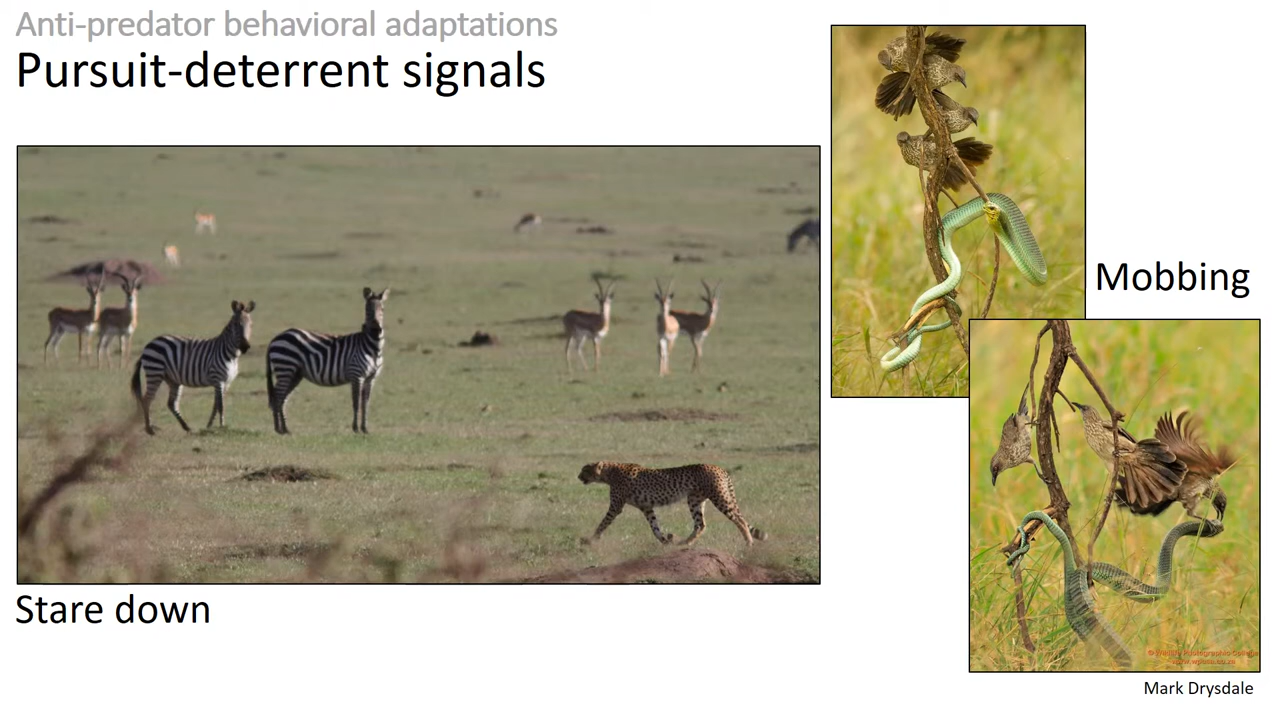 Anti-predator behavioral adaptations
Pursuit-deterrent signals
Mobbing
Stare down
Mark Drysdale